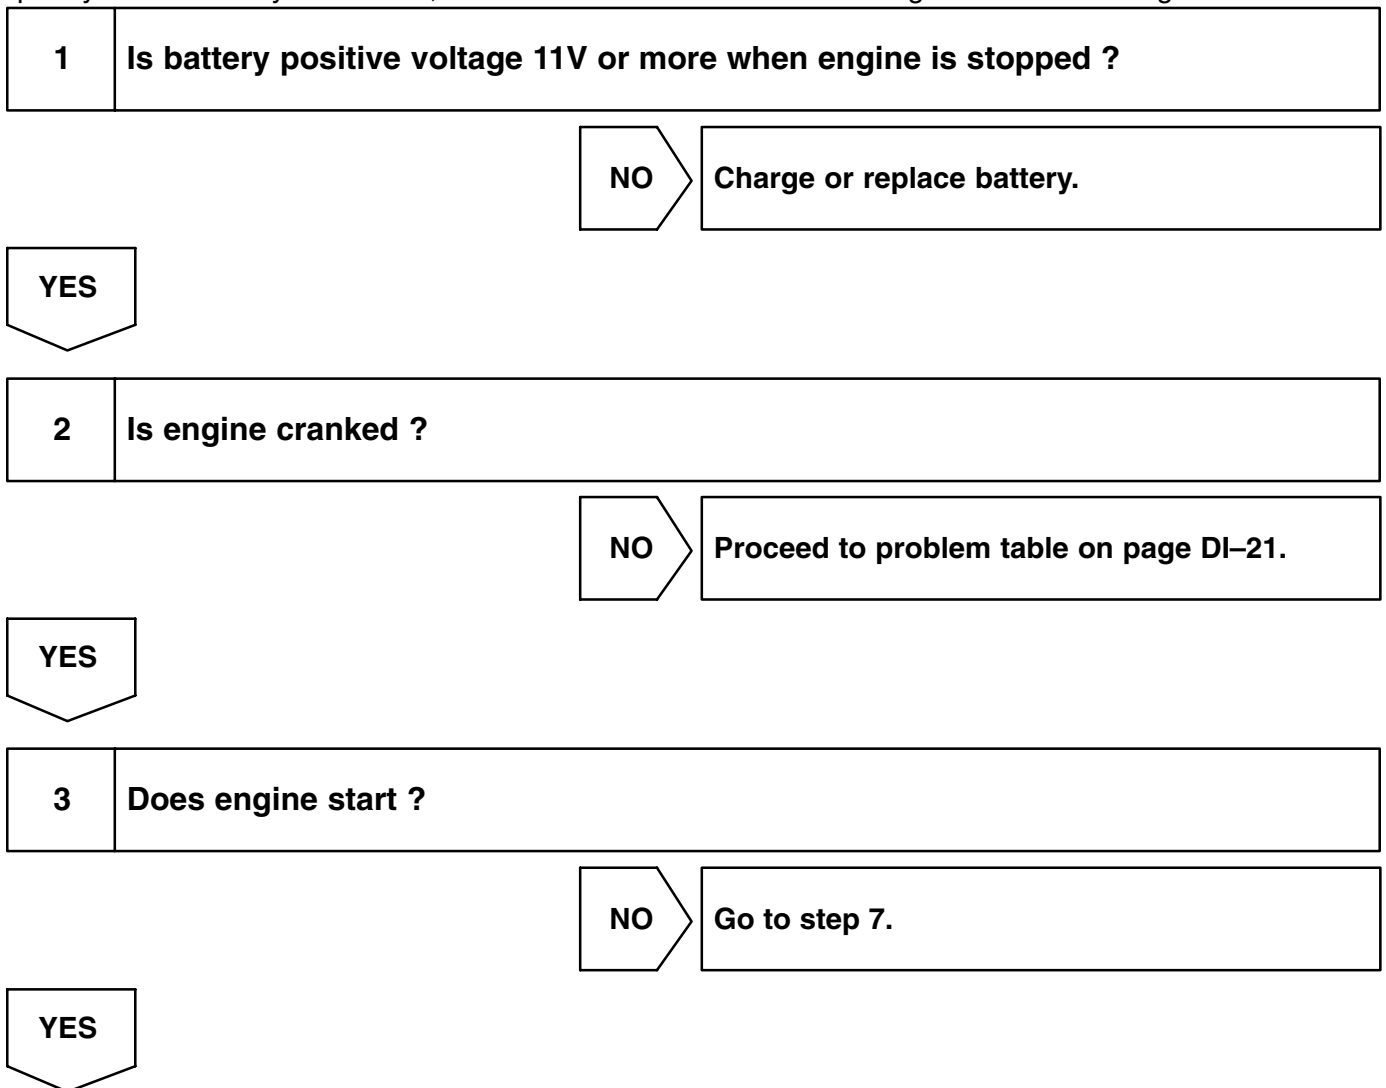 1 Is battery positive voltage 11V or more when engine is stopped ?
NO Charge or replace battery.
YES
2 Is engine cranked ?
NO Proceed to problem table on page DI–21.
YES
3 Does engine start ?
NO Go to step 7.
YES